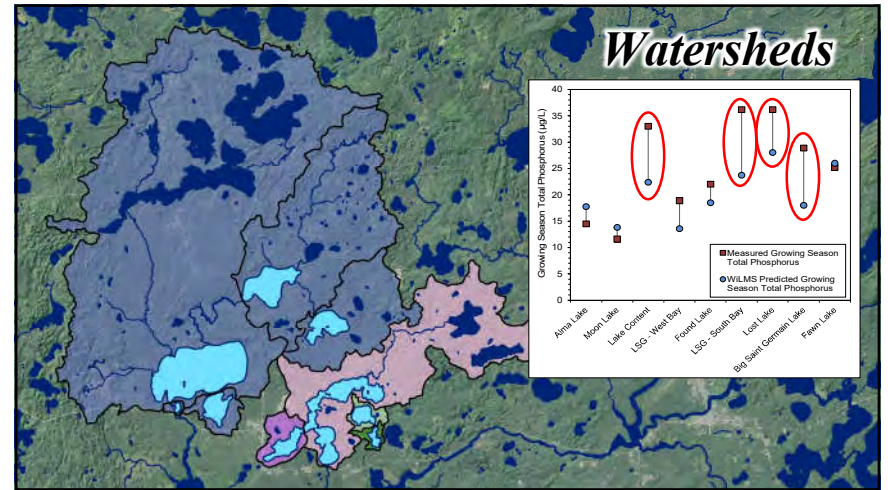 Watersheds
Growing Season Total Phosphorus (µg/L)
40
35
30
25
20
15
10
5
0
Measured Growing Season
Total Phosphorus
WiLMS Predicted Growing
Season Total Phosphorus
Alma Lake
Moon Lake
Lake Content
LSG - West Bay
Found Lake
LSG - South Bay
Lost Lake
Big Saint Germain Lake
Fawn Lake